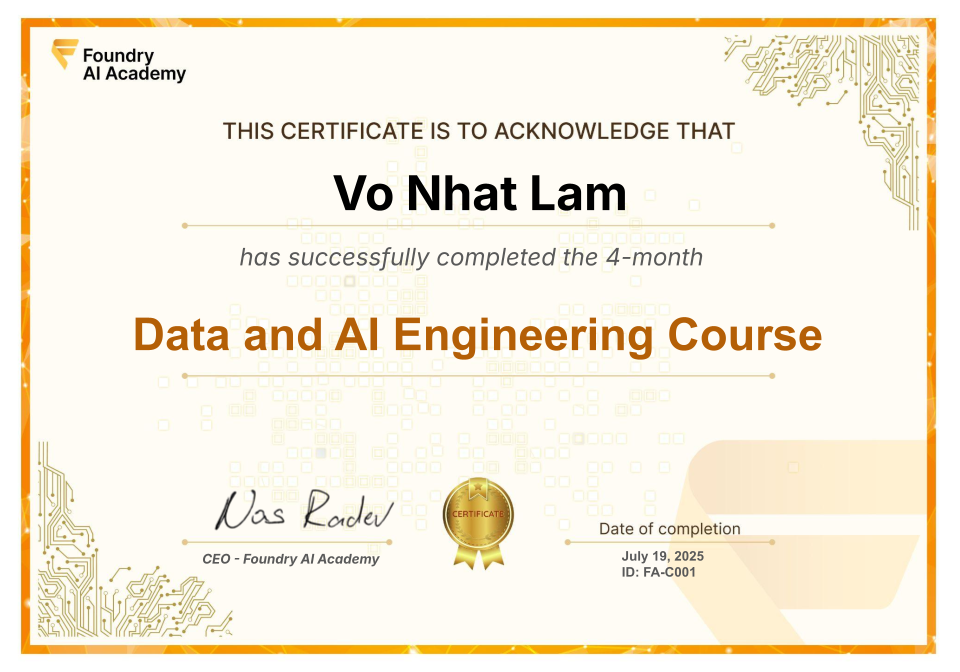 Foundry
AI Academy
THIS CERTIFICATE IS TO ACKNOWLEDGE THAT
Vo Nhat Lam
has successfully completed the 4-month
Data and AI Engineering Course
Nas Radev
CERTIFICATE
CEO - Foundry AI Academy
Date of completion
July 19, 2025
ID: FA-C001